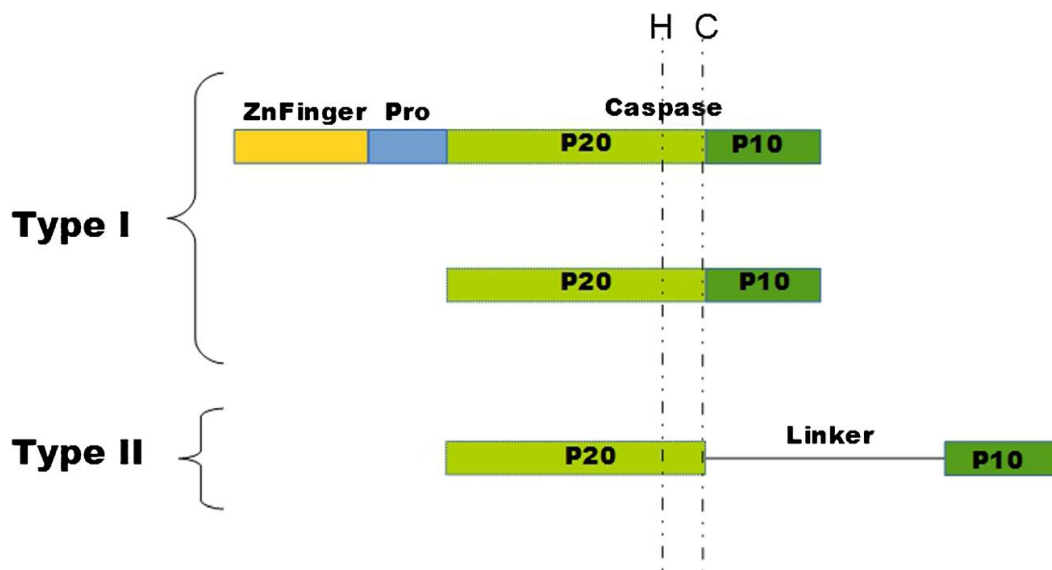 H C
ZnFinger Pro Caspase
P20 P10
Type I
P20 P10
Type II
Linker
P20 P10